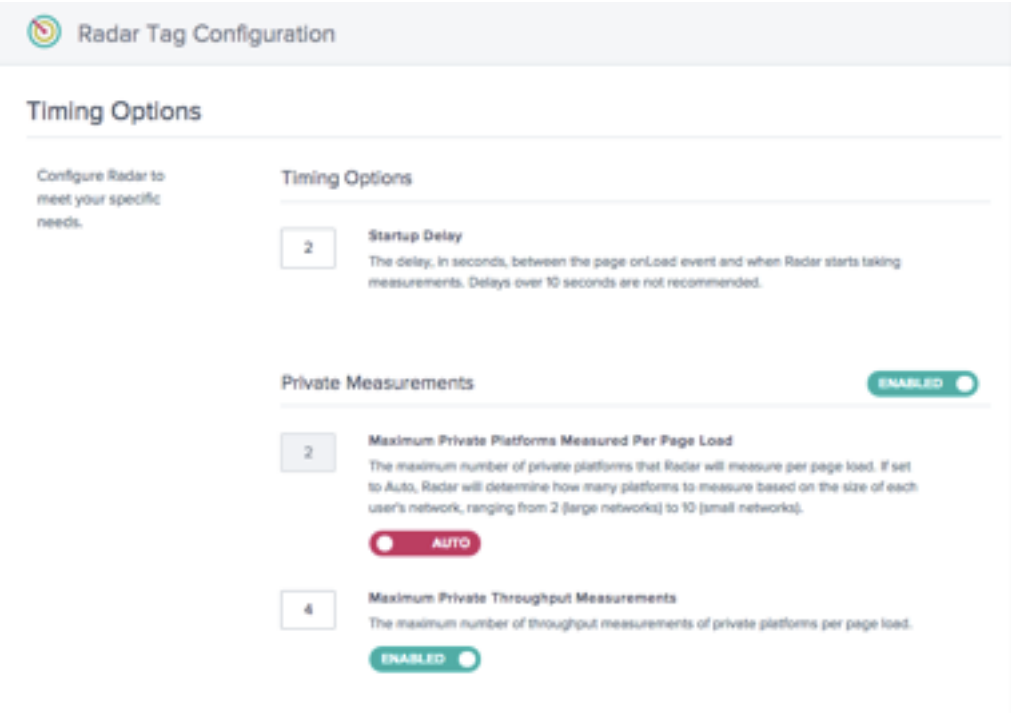 Radar Tag Configuration
Timing Options
Configure Radar to
meet your specific
needs.
Timing Options
2
Startup Delay
The delay, in seconds, between the page onLoad event and when Radar starts taking
measurements. Delays over 10 seconds are not recommended.
Private Measurements
ENABLED
2
Maximum Private Platforms Measured Per Page Load
The maximum number of private platforms that Radar will measure per page load. If set
to Auto, Radar will determine how many platforms to measure based on the size of each
user's network, ranging from 2 (large networks) to 10 (small networks).
AUTO
4
Maximum Private Throughput Measurements
The maximum number of throughput measurements of private platforms per page load.
ENABLED